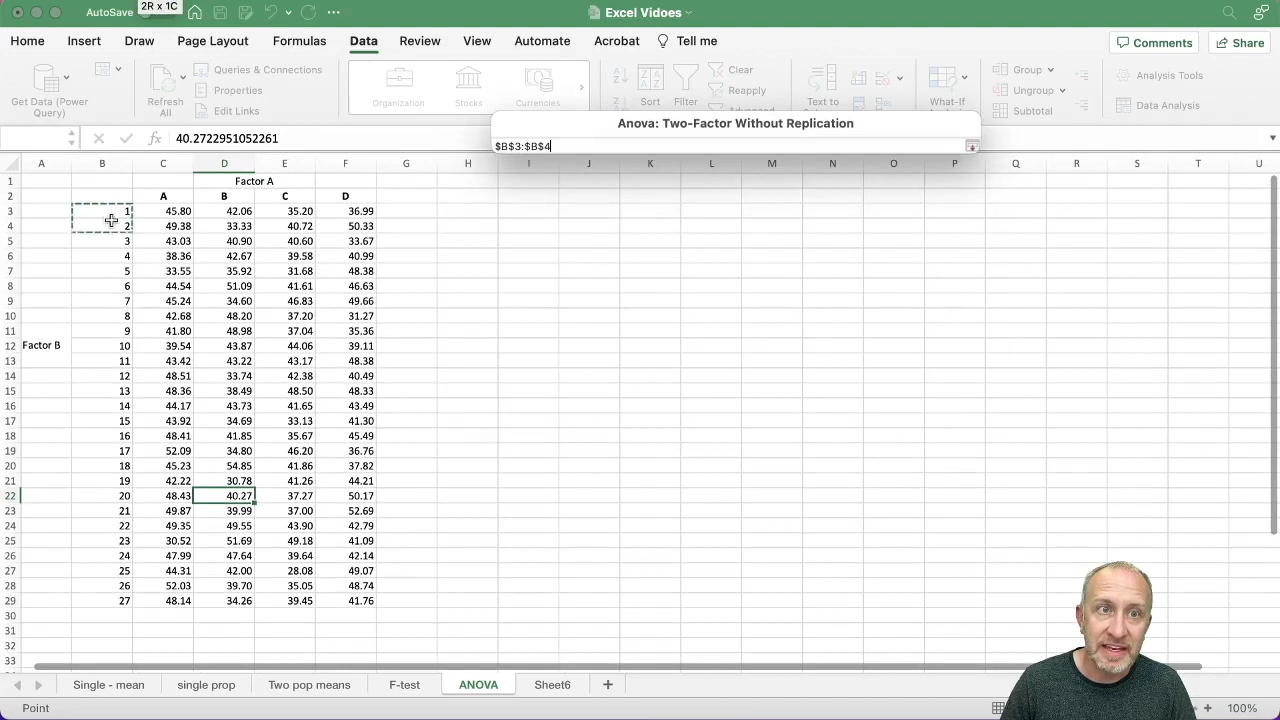 AutoSave
2R x 1C
Excel Vidoes
Home Insert Draw Page Layout Formulas Data Review View Automate Acrobat Tell me
Comments Share
Get Data (Power Query)
Refresh All
Queries & Connections
Properties
Edit Links
Organization Stocks Currencies
Sort Filter
Clear
Reapply
Advanced
Text to
What-If
Group
Ungroup
Subtotal
Analysis Tools
Data Analysis
fx 40.2722951052261
Anova: Two-Factor Without Replication
$B$3:$B$4
A B C D E F G H I J K L M N O P Q R S T U
1 Factor A
2 A B C D
3 1 45.80 42.06 35.20 36.99
4 2 49.38 33.33 40.72 50.33
5 3 43.03 40.90 40.60 33.67
6 4 38.36 42.67 39.58 40.99
7 5 33.55 35.92 31.68 48.38
8 6 44.54 51.09 41.61 46.63
9 7 45.24 34.60 46.83 49.66
10 8 42.68 48.20 37.20 31.27
11 9 41.80 48.98 37.04 35.36
12 Factor B 10 39.54 43.87 44.06 39.11
13 11 43.42 43.22 43.17 48.38
14 12 48.51 33.74 42.38 40.49
15 13 48.36 38.49 48.50 48.33
16 14 44.17 43.73 41.65 43.49
17 15 43.92 34.69 33.13 41.30
18 16 48.41 41.85 35.67 45.49
19 17 52.09 34.80 46.20 36.76
20 18 45.23 54.85 41.86 37.82
21 19 42.22 30.78 41.26 44.21
22 20 48.43 40.27 37.27 50.17
23 21 49.87 39.99 37.00 52.69
24 22 49.35 49.55 43.90 42.79
25 23 30.52 51.69 49.18 41.09
26 24 47.99 47.64 39.64 42.14
27 25 44.31 42.00 28.08 49.07
28 26 52.03 39.70 35.05 48.74
29 27 48.14 34.26 39.45 41.76
30
31
32
33
Single - mean single prop Two pop means F-test ANOVA Sheet6 +
Point
+ 100%